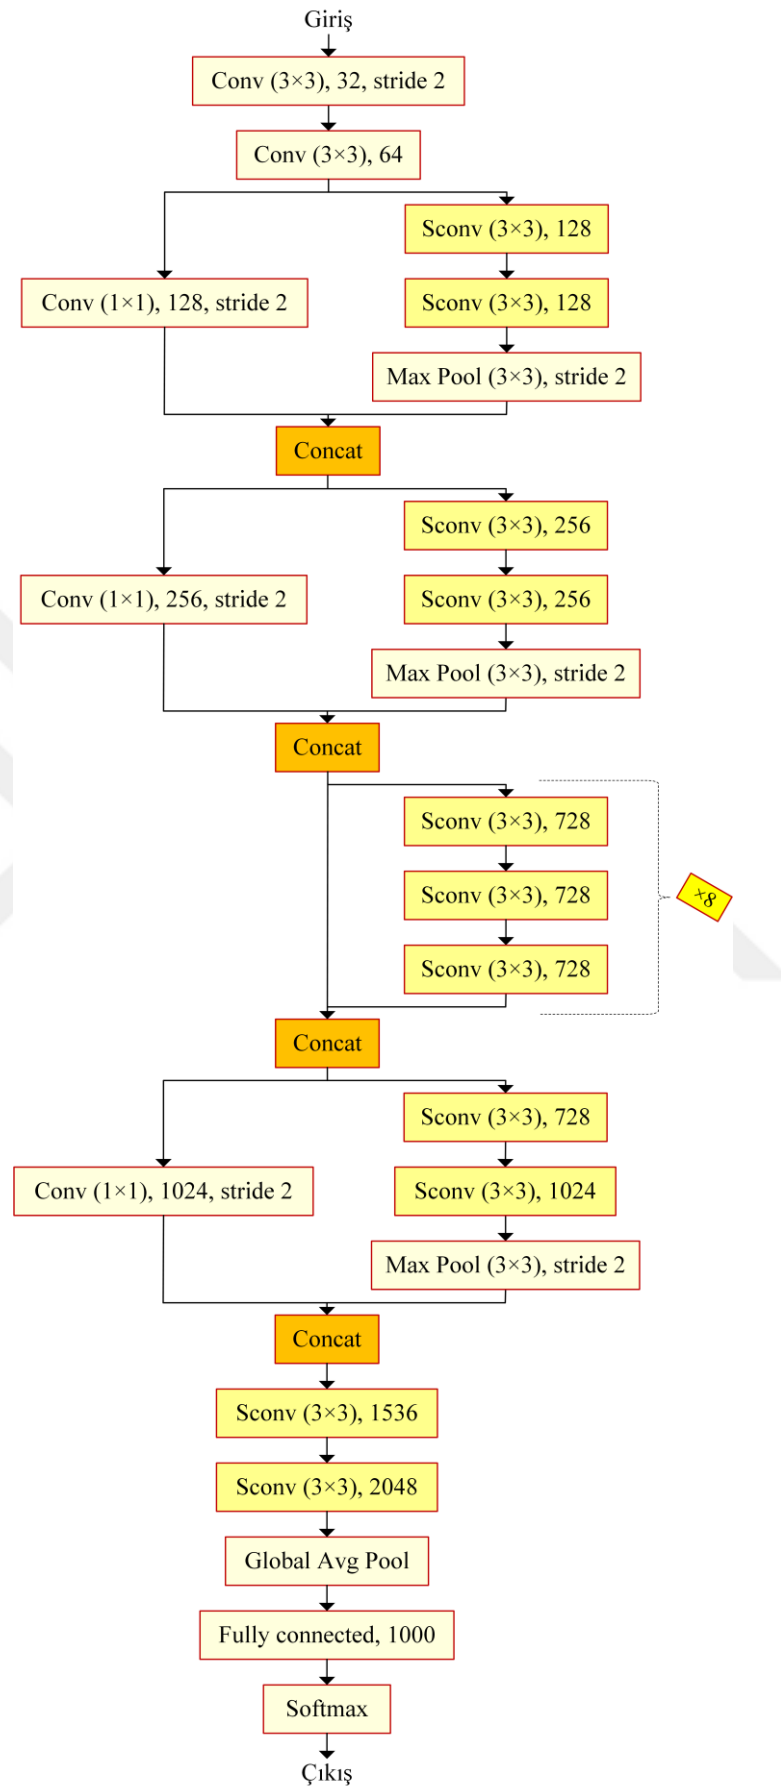 Giriş
Conv (3×3), 32, stride 2
Conv (3×3), 64
Sconv (3×3), 128
Conv (1×1), 128, stride 2
Sconv (3×3), 128
Max Pool (3×3), stride 2
Concat
Sconv (3×3), 256
Conv (1×1), 256, stride 2
Sconv (3×3), 256
Max Pool (3×3), stride 2
Concat
Sconv (3×3), 728
Sconv (3×3), 728
×8
Sconv (3×3), 728
Concat
Sconv (3×3), 728
Conv (1×1), 1024, stride 2
Sconv (3×3), 1024
Max Pool (3×3), stride 2
Concat
Sconv (3×3), 1536
Sconv (3×3), 2048
Global Avg Pool
Fully connected, 1000
Softmax
Çıkış